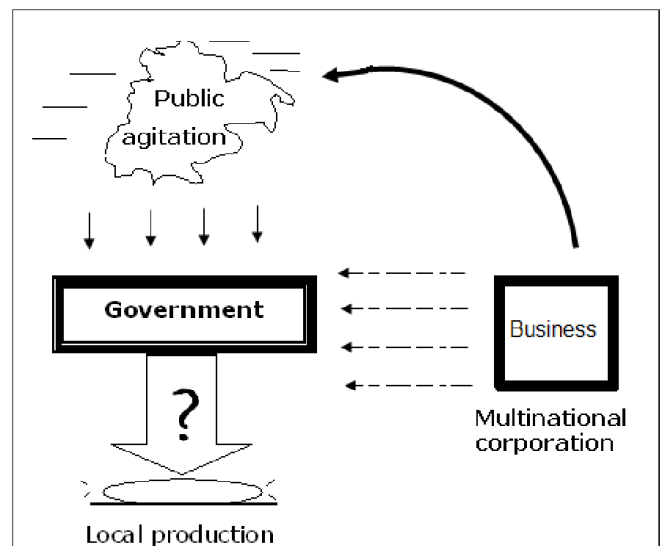 Public
agitation
Government
Business
?
Multinational
corporation
Local production